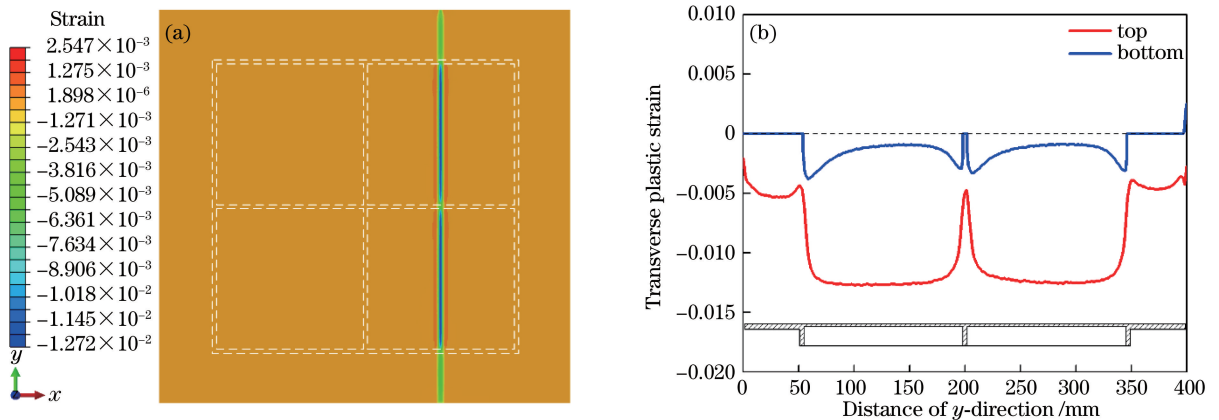 Strain
2.547×10⁻³
1.275×10⁻³
1.898×10⁻⁶
−1.271×10⁻³
−2.543×10⁻³
−3.816×10⁻³
−5.089×10⁻³
−6.361×10⁻³
−7.634×10⁻³
−8.906×10⁻³
−1.018×10⁻²
−1.145×10⁻²
−1.272×10⁻²
y
x
(a)
(b)
top
bottom
Transverse plastic strain
0.010
0.005
0
−0.005
−0.010
−0.015
−0.020
0 50 100 150 200 250 300 350 400
Distance of y-direction /mm